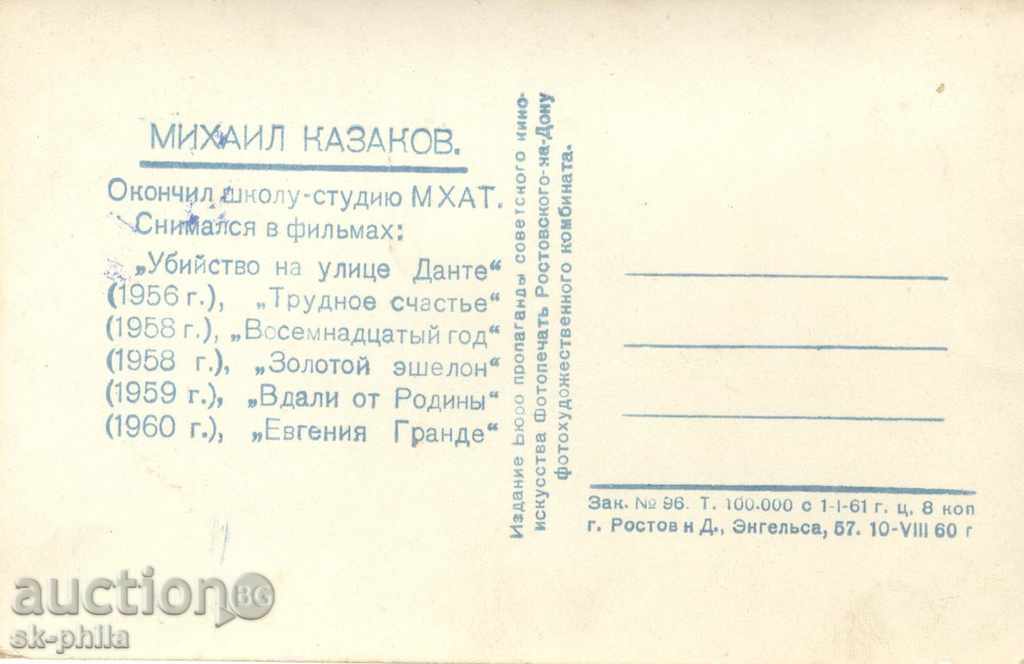 МИХАИЛ КАЗАКОВ.
Окончил школу-студию МХАТ.
Снимался в фильмах:
„Убийство на улице Данте“
(1956 г.), „Трудное счастье“
(1958 г.), „Восемнадцатый год“
(1958 г.), „Золотой эшелон“
(1959 г.), „Вдали от Родины“
(1960 г.), „Евгения Гранде“
Издание Бюро пропаганды советского кино-
искусства Фотопечать Ростовского-на-Дону
фотохудожественного комбината.
Зак. № 96. Т. 100.000 с 1-I-61 г. ц, 8 коп
г. Ростов н Д., Энгельса, 57. 10-VIII 60 г
auction BG
sk-phila